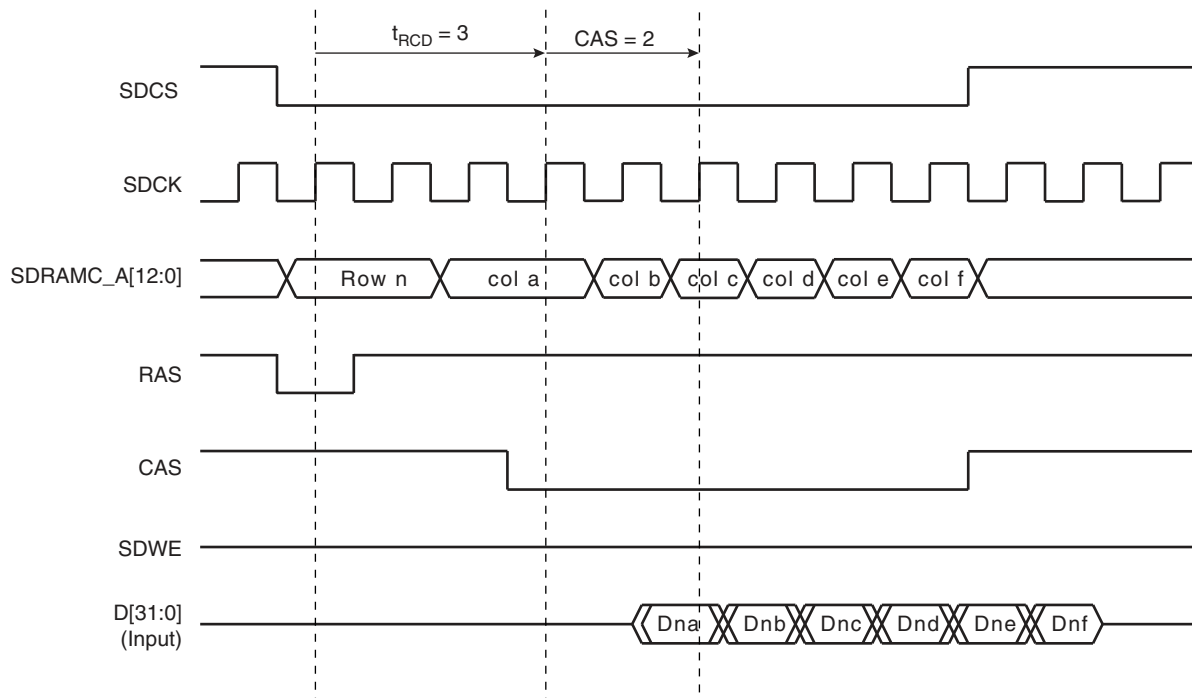 t_RCD = 3
CAS = 2
SDCS
SDCK
SDRAMC_A[12:0]
Row n
col a
col b
col c
col d
col e
col f
RAS
CAS
SDWE
D[31:0]
(Input)
Dna
Dnb
Dnc
Dnd
Dne
Dnf